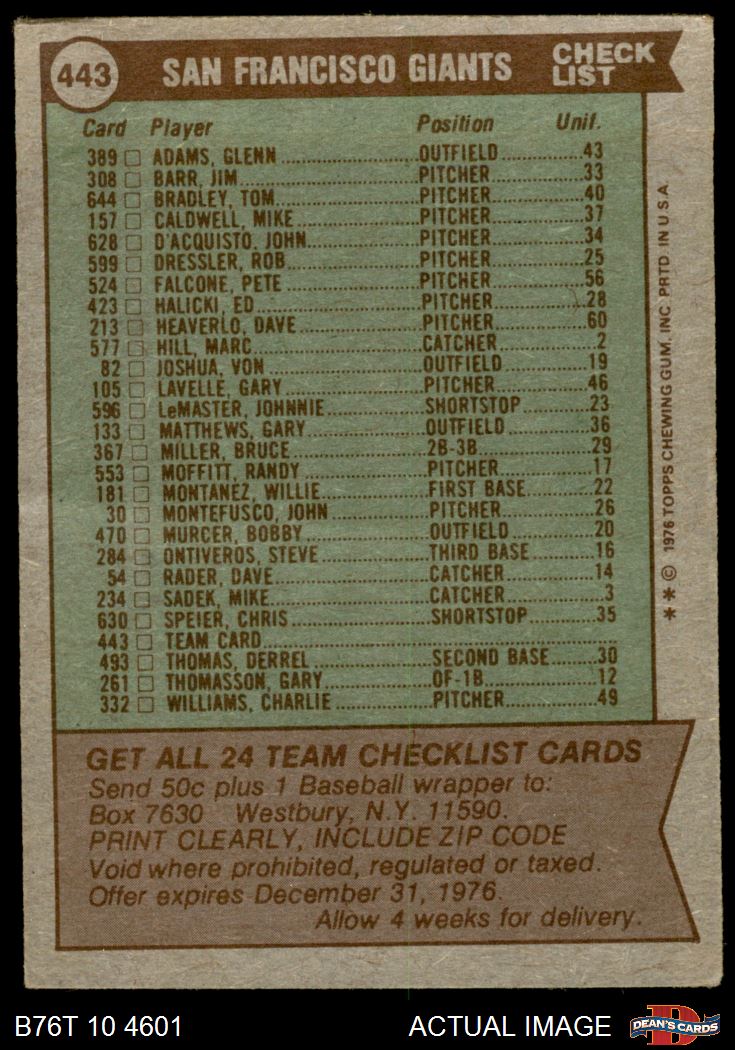 443 SAN FRANCISCO GIANTS CHECK LIST
Card Player Position Unif.
389 □ ADAMS, GLENN....................OUTFIELD............43
308 □ BARR, JIM..........................PITCHER..............33
644 □ BRADLEY, TOM...................PITCHER..............40
157 □ CALDWELL, MIKE.................PITCHER..............37
628 □ D'ACQUISTO, JOHN..............PITCHER..............34
599 □ DRESSLER, ROB..................PITCHER..............25
524 □ FALCONE, PETE...................PITCHER..............56
423 □ HALICKI, ED.......................PITCHER..............28
213 □ HEAVERLO, DAVE.................PITCHER..............60
577 □ HILL, MARC........................CATCHER...............2
82 □ JOSHUA, VON.....................OUTFIELD............19
105 □ LAVELLE, GARY...................PITCHER..............46
596 □ LeMASTER, JOHNNIE............SHORTSTOP..........23
133 □ MATTHEWS, GARY................OUTFIELD............36
367 □ MILLER, BRUCE...................2B-3B................29
553 □ MOFFITT, RANDY.................PITCHER..............17
181 □ MONTANEZ, WILLIE..............FIRST BASE..........22
30 □ MONTEFUSCO, JOHN.............PITCHER..............26
470 □ MURCER, BOBBY..................OUTFIELD............20
284 □ ONTIVEROS, STEVE..............THIRD BASE..........16
54 □ RADER, DAVE......................CATCHER.............14
234 □ SADEK, MIKE......................CATCHER...............3
630 □ SPEIER, CHRIS....................SHORTSTOP..........35
443 □ TEAM CARD.............................................
493 □ THOMAS, DERREL................SECOND BASE.......30
261 □ THOMASSON, GARY.............OF-1B................12
332 □ WILLIAMS, CHARLIE............PITCHER..............49
* * © 1976 TOPPS CHEWING GUM, INC. PRTD. IN U.S.A.
GET ALL 24 TEAM CHECKLIST CARDS
Send 50c plus 1 Baseball wrapper to:
Box 7630 Westbury, N.Y. 11590.
PRINT CLEARLY, INCLUDE ZIP CODE
Void where prohibited, regulated or taxed.
Offer expires December 31, 1976.
Allow 4 weeks for delivery.
B76T 10 4601 ACTUAL IMAGE D DEAN'S CARDS